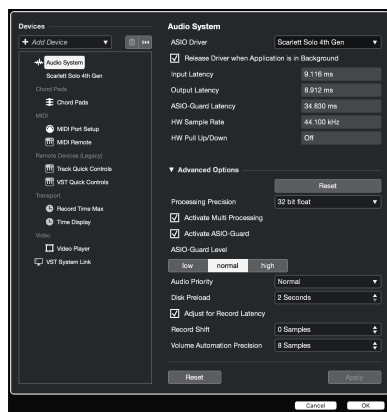 Devices
+ Add Device
Audio System
Scarlett Solo 4th Gen
Chord Pads
Chord Pads
MIDI
MIDI Port Setup
MIDI Remote
Remote Devices (Legacy)
Track Quick Controls
VST Quick Controls
Transport
Record Time Max
Time Display
Video
Video Player
VST System Link
Audio System
ASIO Driver Scarlett Solo 4th Gen
Release Driver when Application is in Background
Input Latency 9.116 ms
Output Latency 8.912 ms
ASIO-Guard Latency 34.830 ms
HW Sample Rate 44.100 kHz
HW Pull Up/Down Off
Advanced Options
Reset
Processing Precision 32 bit float
Activate Multi Processing
Activate ASIO-Guard
ASIO-Guard Level
low normal high
Audio Priority Normal
Disk Preload 2 Seconds
Adjust for Record Latency
Record Shift 0 Samples
Volume Automation Precision 8 Samples
Reset Apply
Cancel OK